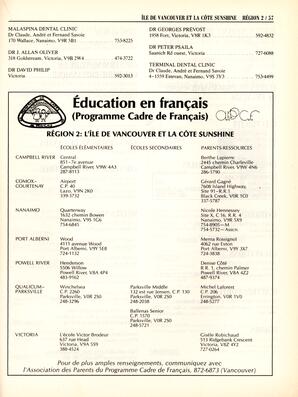 ÎLE DE VANCOUVER ET LA CÔTE SUNSHINE RÉGION 2 / 57
MALASPINA DENTAL CLINIC
Dr Claude, André et Fernand Savoie
170 Wallace, Nanaimo, V9R 5B1 753-8225
DR J. ALLAN OLIVER
318 Goldstream, Victoria, V9B 2W4 474-3722
DR DAVID PHILIP
Victoria 592-3013
DR GEORGES PRÉVOST
1958 Fort, Victoria, V8R 1K3 592-4832
DR PETER PSAILA
Saanich Rd ouest, Victoria 727-6088
TERMINAL DENTAL CLINIC
Dr Claude, André et Fernand Savoie
4-1559 Estevan, Nanaimo, V9S 3Y3 753-4499
Éducation en français
(Programme Cadre de Français)
RÉGION 2: L'ÎLE DE VANCOUVER ET LA CÔTE SUNSHINE
ÉCOLES ÉLÉMENTAIRES ÉCOLES SECONDAIRES PARENTS-RESSOURCES
CAMPBELL RIVER
Central
851- 7e avenue
Campbell River, V9W 4A3
287-8113
Berthe Lapierre
2445 chemin Charleville
Campbell River, V9W 4N6
286-5790
COMOX-COURTENAY
Airport
C.P. 40
Lazo, V9N 2K0
339-3732
Gérard Gagné
7608 Island Highway,
Site 91- R.R.1
Black Creek, V0R 1C0
337-5787
NANAIMO
Quarterway
1632 chemin Bowen
Nanaimo, V9S 1G6
754-6845
Nicole Hennessey
Site X, C 16, R.R. 4
Nanaimo, V9R 5X9
754-8905—M
754-5732—Assis
PORT ALBERNI
Wood
4111 avenue Wood
Port Alberni, V9Y 5E8
724-1132
Merna Rossignol
4062 rue Exton
Port Alberni, V9Y 3X7
724-3838
POWELL RIVER
Henderson
5506 Willow
Powell River, V8A 4P4
483-9162
Denise Côté
R.R. 3, chemin Palmer
Powell River, V8A 4Z2
487-9374
QUALICUM-PARKSVILLE
Winchelsea
C.P. 2260
Parksville, V0R 2S0
248-3296
Parksville Middle
132 est rue Jensen, C.P. 330
Parksville, V0R 2S0
248-2038
Ballenas Senior
C.P. 1570
Parksville, V0R 2S0
248-5721
Michel Laforest
C.P. 206
Errington, V0R 1V0
248-5277
VICTORIA
L'école Victor Brodeur
637 rue Head
Victoria, V9A 5S9
388-4524
Gisèle Robichaud
513 Ridgebank Crescent
Victoria, V8Z 4Y2
727-0264
Pour de plus amples renseignements, communiquez avec
l'Association des Parents du Programme Cadre de Français, 872-6873 (Vancouver)